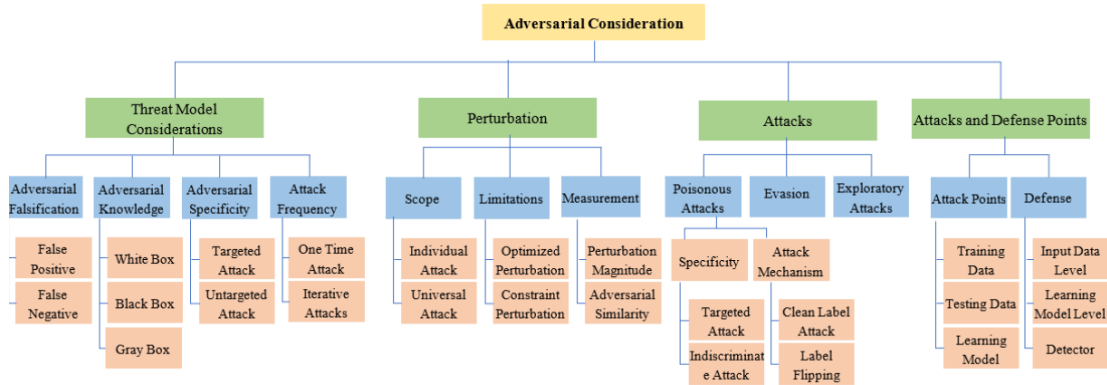 Adversarial Consideration
Threat Model
Considerations
Perturbation
Attacks
Attacks and Defense Points
Adversarial
Falsification
Adversarial
Knowledge
Adversarial
Specificity
Attack
Frequency
Scope
Limitations
Measurement
Poisonous
Attacks
Evasion
Exploratory
Attacks
Attack Points
Defense
False
Positive
False
Negative
White Box
Black Box
Gray Box
Targeted
Attack
Untargeted
Attack
One Time
Attack
Iterative
Attacks
Individual
Attack
Universal
Attack
Optimized
Perturbation
Constraint
Perturbation
Perturbation
Magnitude
Adversarial
Similarity
Specificity
Attack
Mechanism
Targeted
Attack
Indiscriminat
e Attack
Clean Label
Attack
Label
Flipping
Training
Data
Testing Data
Learning
Model
Input Data
Level
Learning
Model Level
Detector